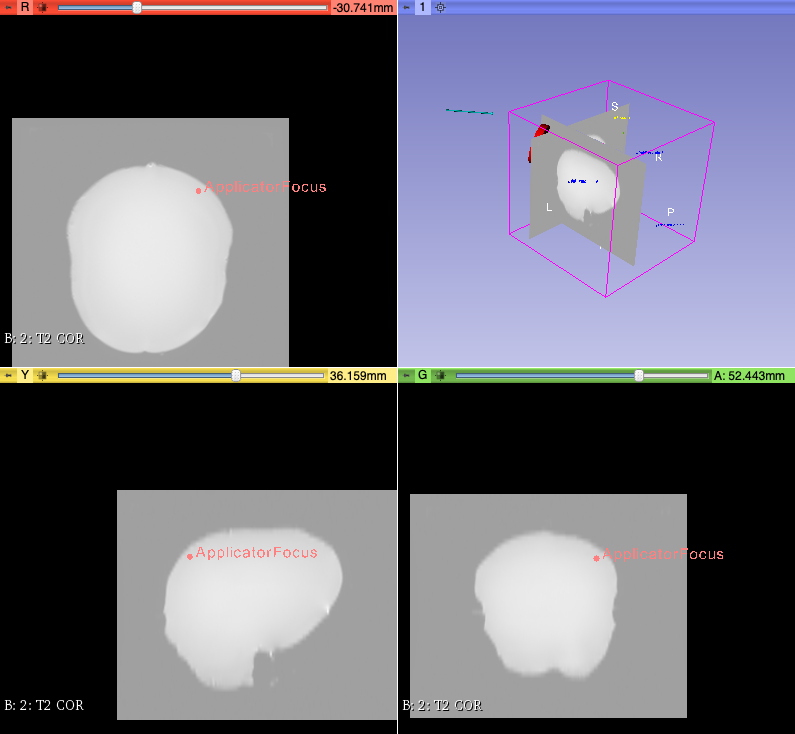 R -30.741mm
ApplicatorFocus
B: 2: T2 COR
1
S
R
L
P
Y 36.159mm
ApplicatorFocus
B: 2: T2 COR
G A: 52.443mm
ApplicatorFocus
B: 2: T2 COR